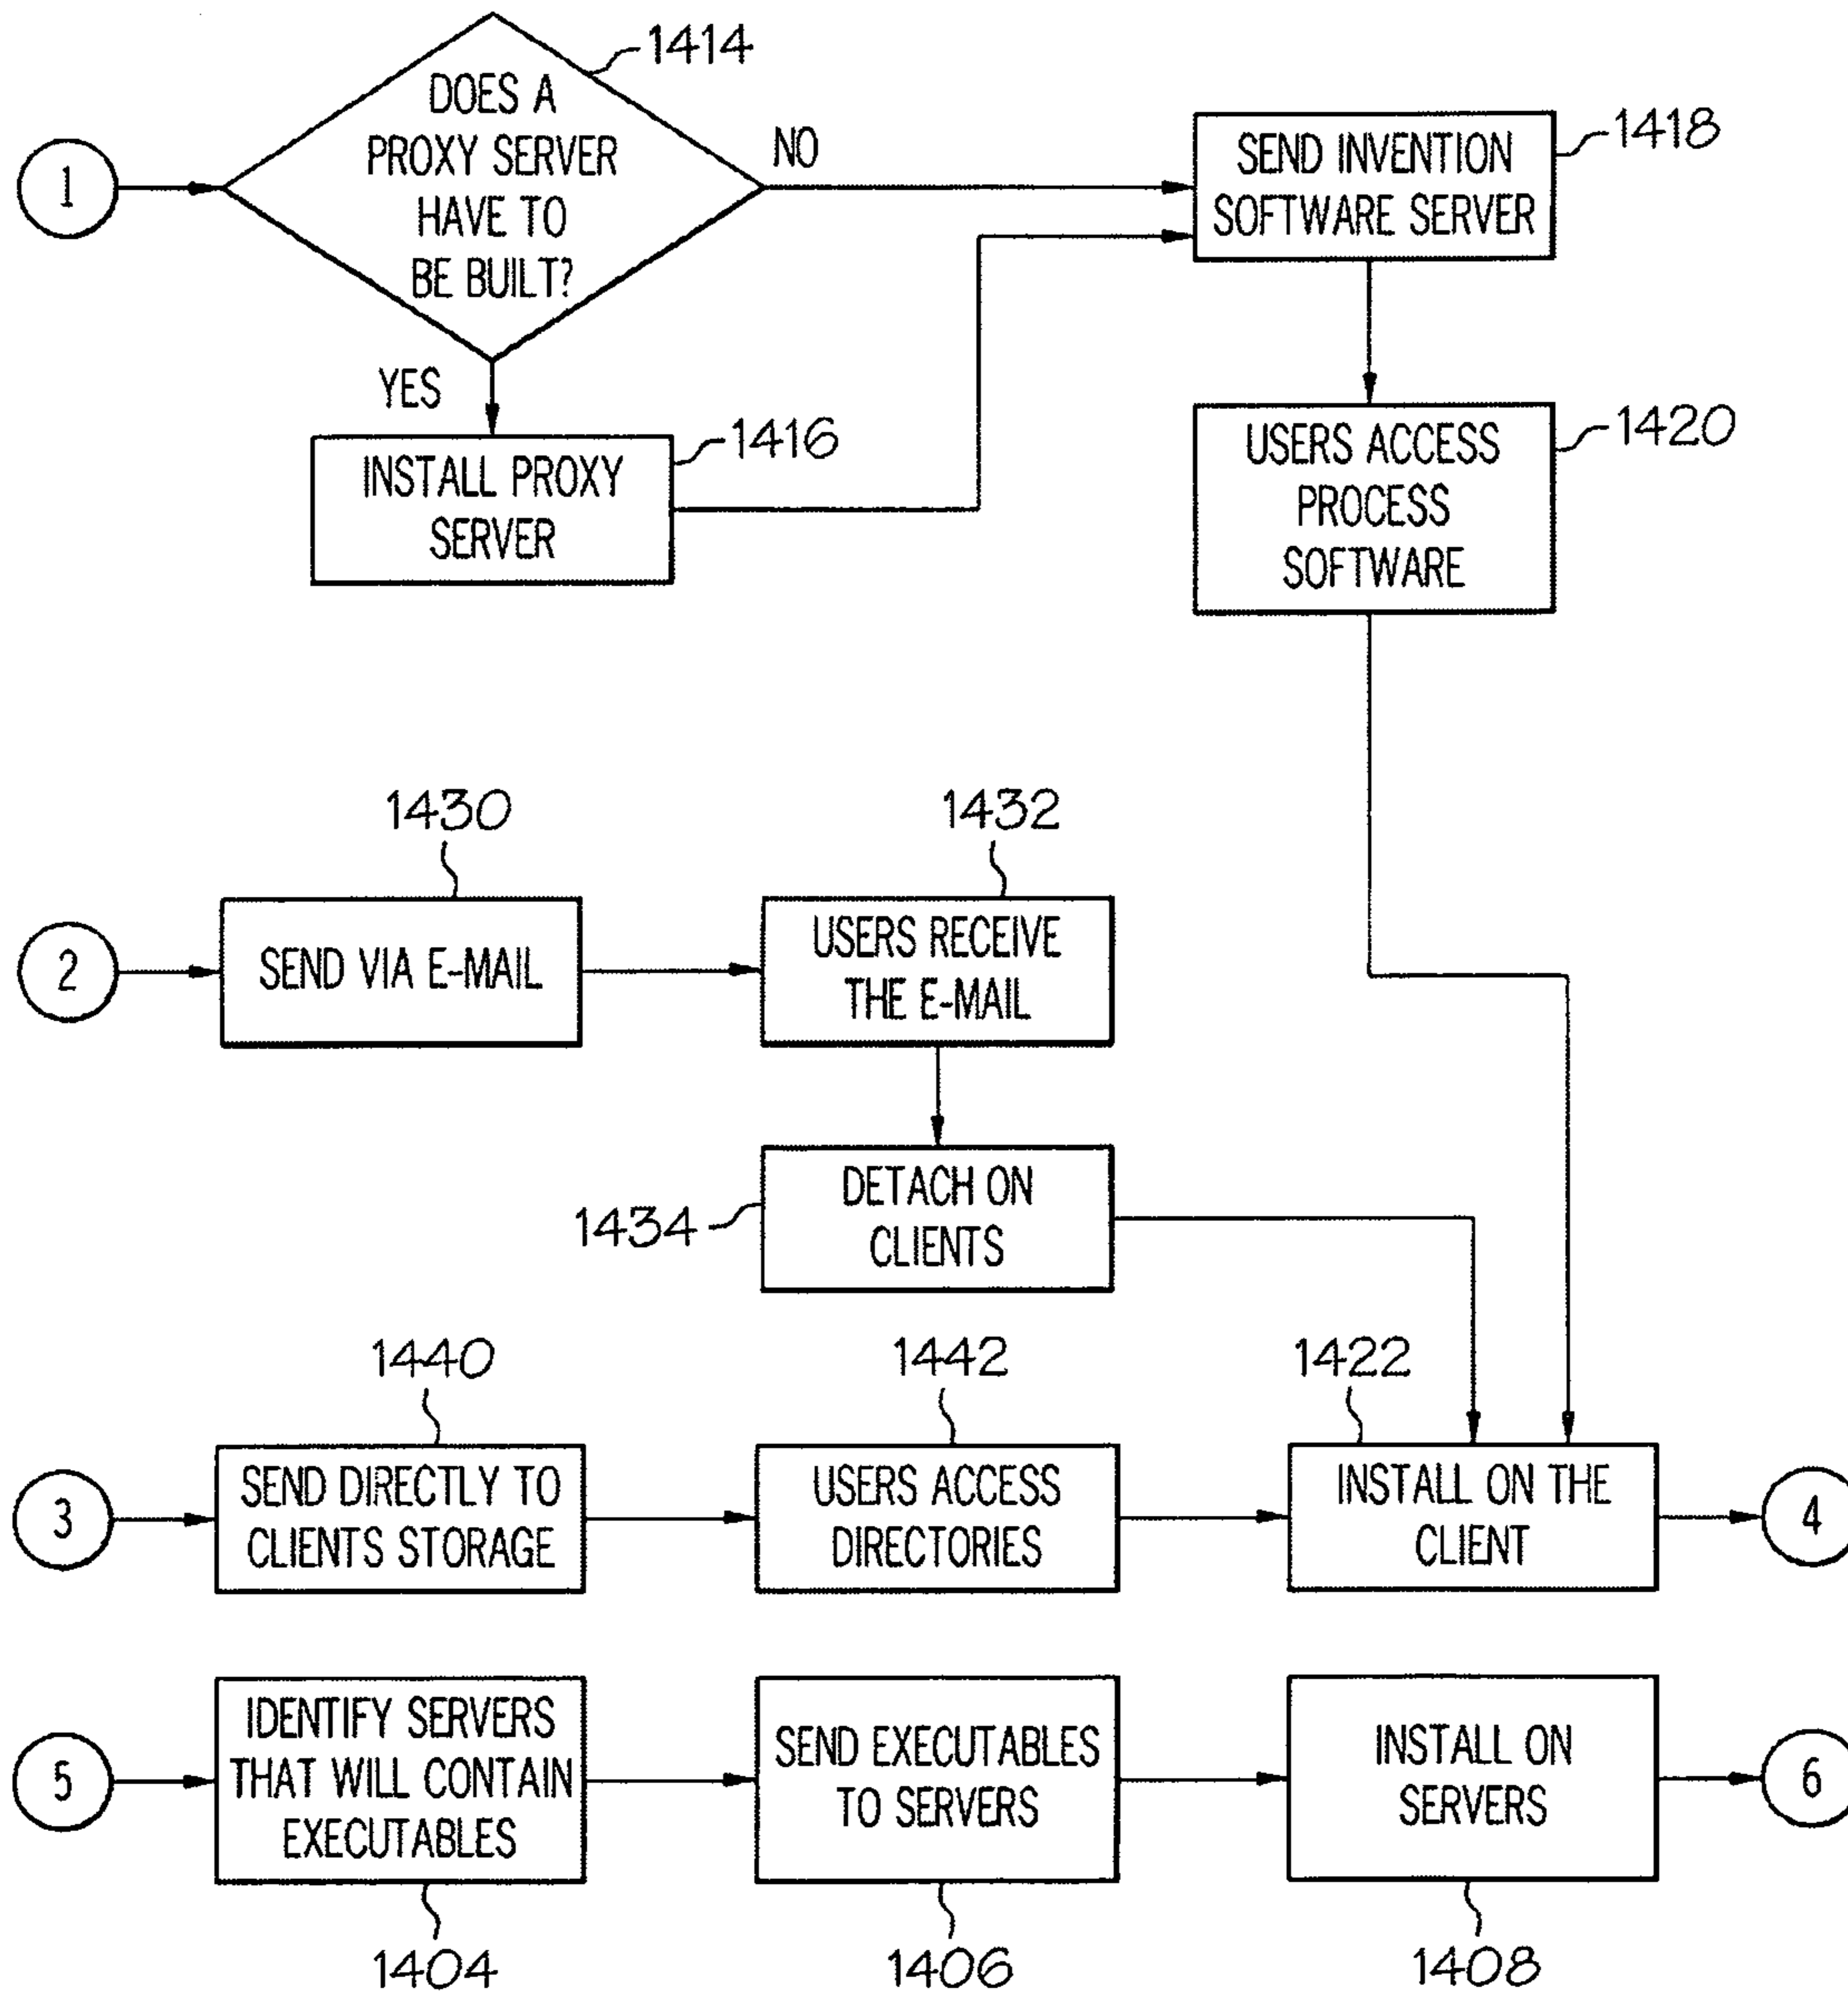 1414
DOES A
PROXY SERVER
HAVE TO
BE BUILT?
1
NO
YES
1416
INSTALL PROXY
SERVER
1418
SEND INVENTION
SOFTWARE SERVER
1420
USERS ACCESS
PROCESS
SOFTWARE
1430
1432
2
SEND VIA E-MAIL
USERS RECEIVE
THE E-MAIL
1434
DETACH ON
CLIENTS
1440
1442
1422
3
SEND DIRECTLY TO
CLIENTS STORAGE
USERS ACCESS
DIRECTORIES
INSTALL ON THE
CLIENT
4
5
IDENTIFY SERVERS
THAT WILL CONTAIN
EXECUTABLES
SEND EXECUTABLES
TO SERVERS
INSTALL ON
SERVERS
6
1404
1406
1408